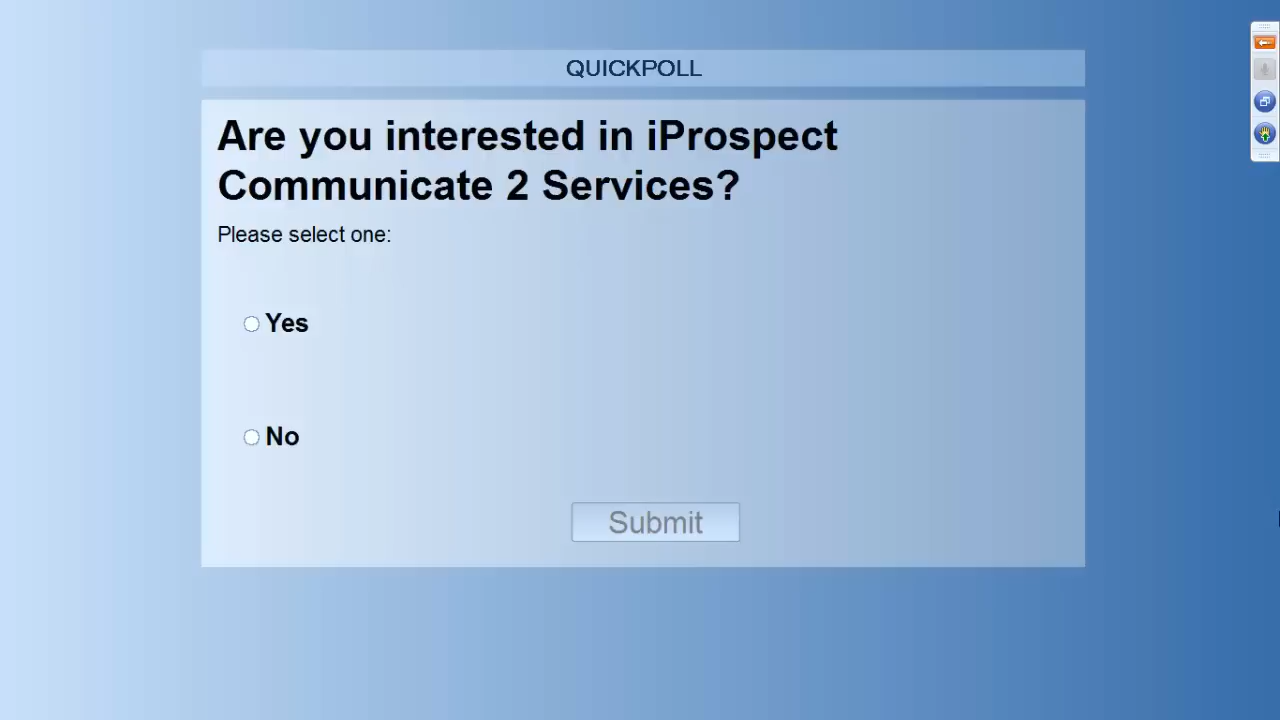 QUICKPOLL
Are you interested in iProspect
Communicate 2 Services?
Please select one:
Yes
No
Submit